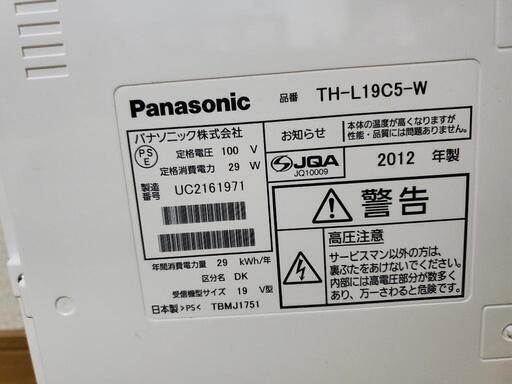 Panasonic 品番 TH-L19C5-W
パナソニック株式会社
PS E
定格電圧 100 V
定格消費電力 29 W
お知らせ 本体の温度が高くなりますが
性能・品質には問題ありません。
製造番号 UC2161971
JQA
JQ10009
2012 年製
警告
高圧注意
サービスマン以外の方は、
裏ぶたをあけないでください。
内部には高電圧部分が数多く
あり、万一さわると危険です。
年間消費電力量 29 kWh/年
区分名 DK
受信機型サイズ 19 V型
日本製 >PS< TBMJ1751